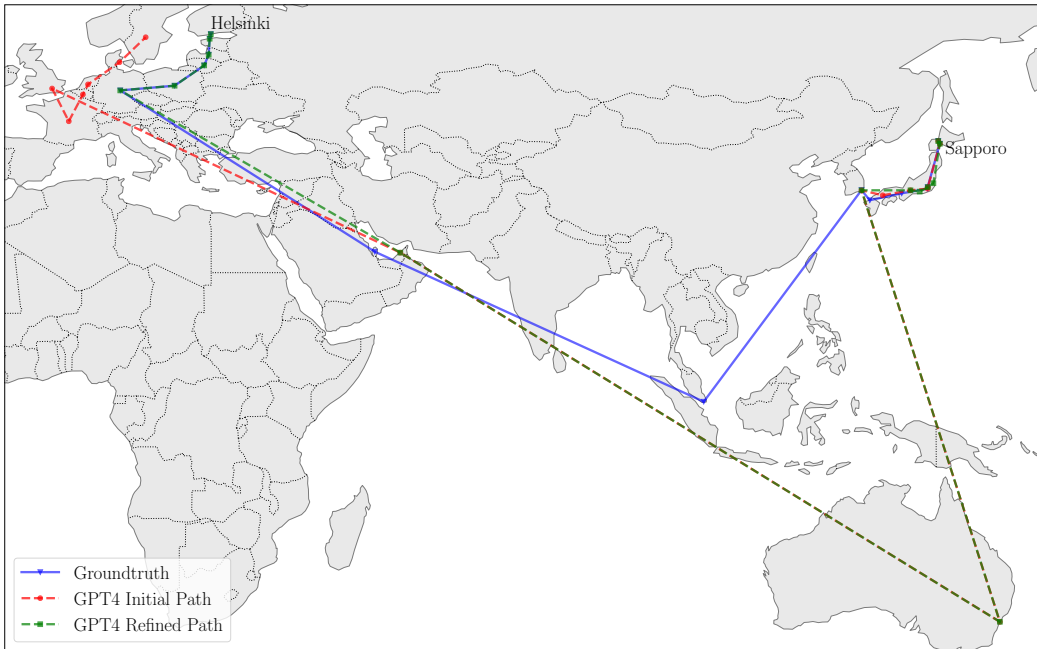 Helsinki
Sapporo
Groundtruth
GPT4 Initial Path
GPT4 Refined Path